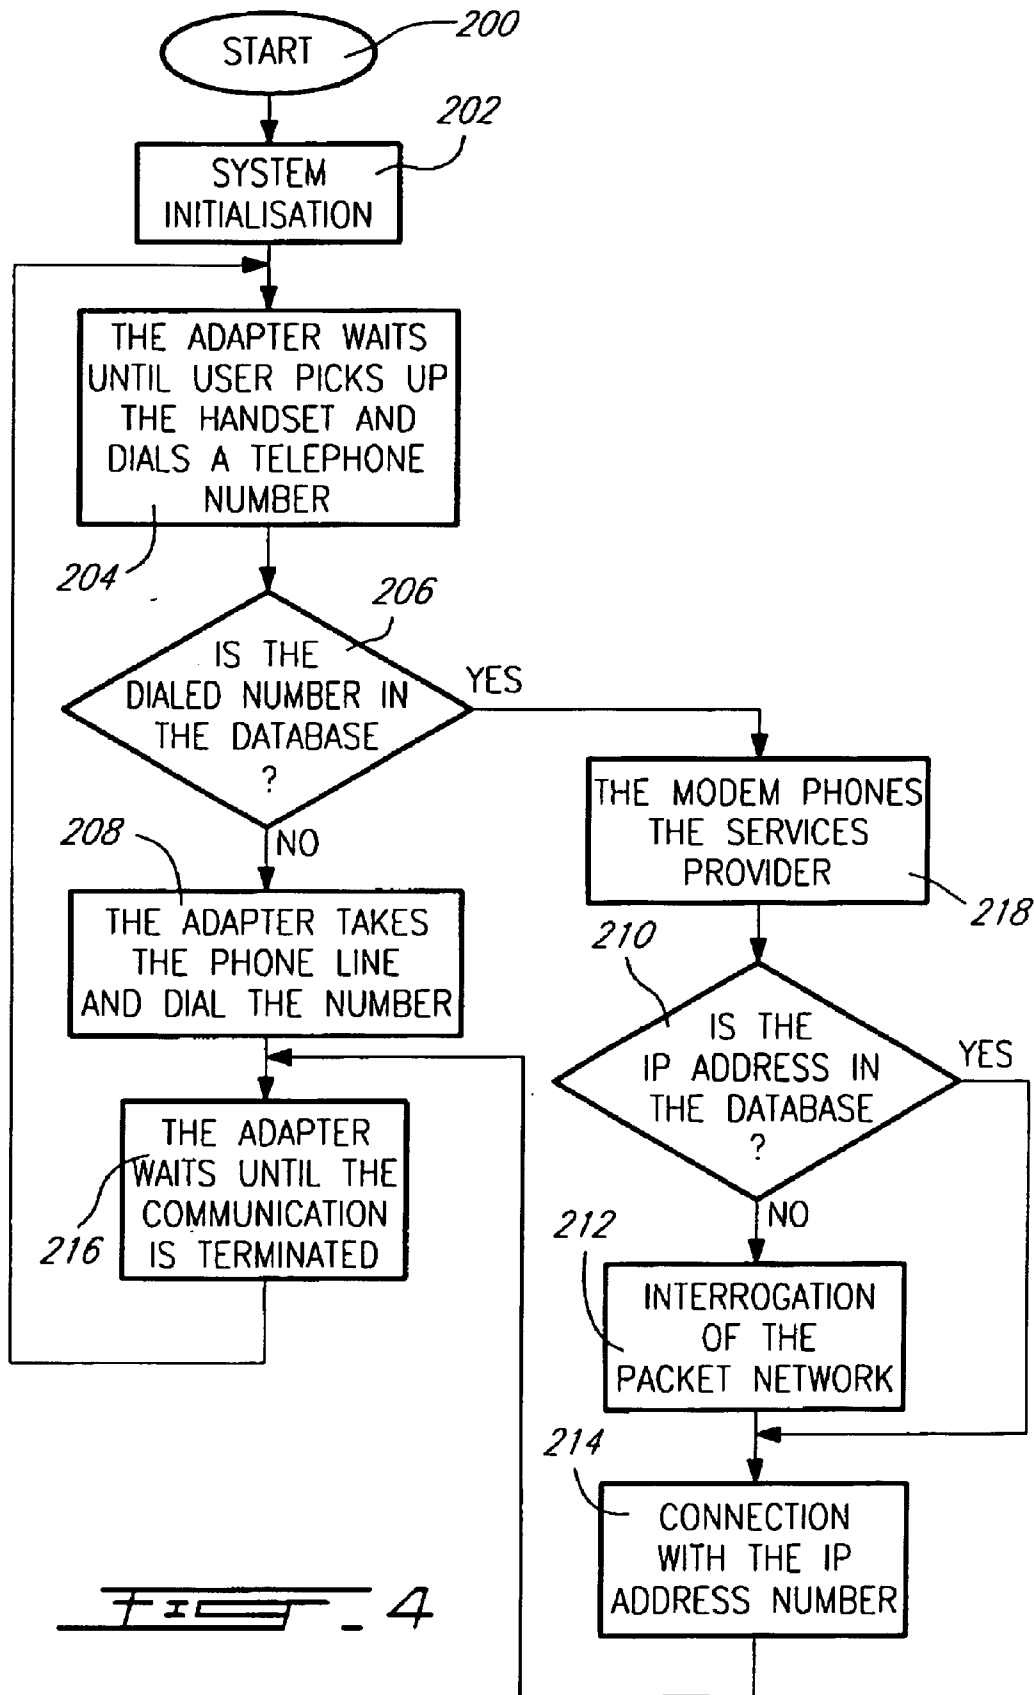 START
200
202
SYSTEM
INITIALISATION
THE ADAPTER WAITS
UNTIL USER PICKS UP
THE HANDSET AND
DIALS A TELEPHONE
NUMBER
204
206
IS THE
DIALED NUMBER IN
THE DATABASE
?
YES
NO
208
THE ADAPTER TAKES
THE PHONE LINE
AND DIAL THE NUMBER
THE ADAPTER
WAITS UNTIL THE
COMMUNICATION
IS TERMINATED
216
THE MODEM PHONES
THE SERVICES
PROVIDER
218
210
IS THE
IP ADDRESS IN
THE DATABASE
?
YES
NO
212
INTERROGATION
OF THE
PACKET NETWORK
214
CONNECTION
WITH THE IP
ADDRESS NUMBER
FIG. 4